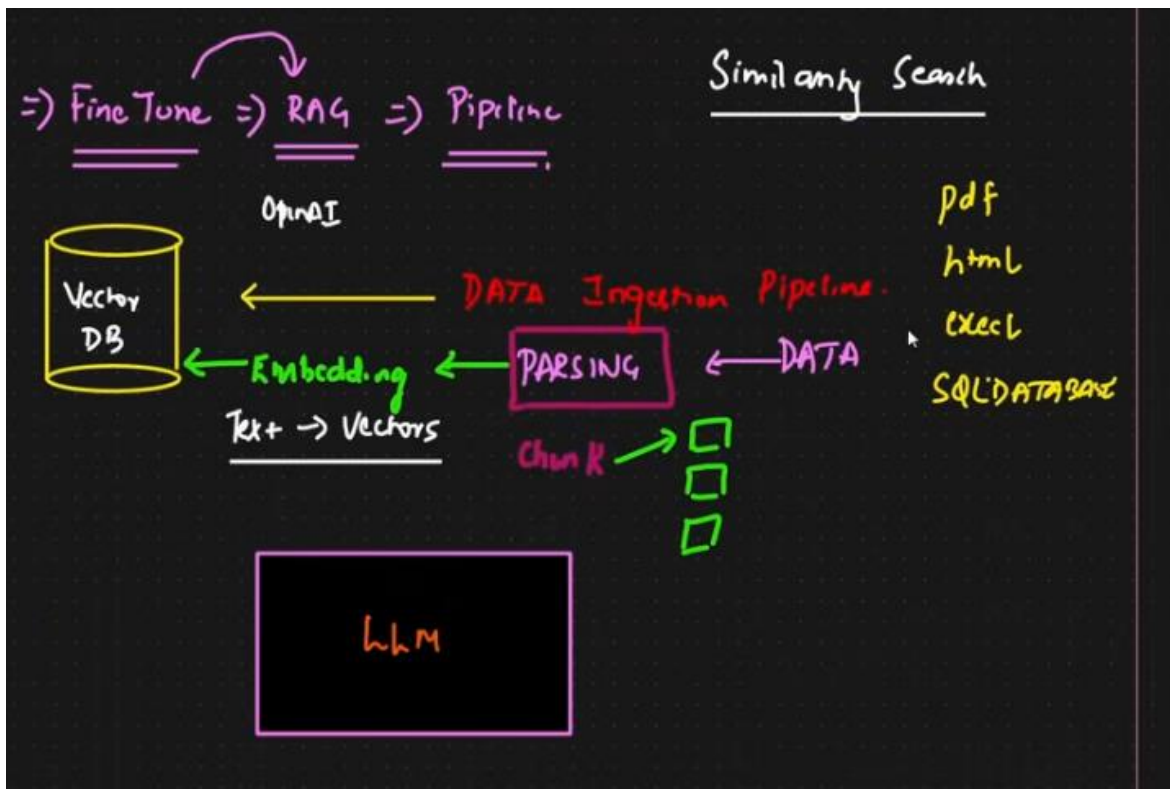 =) Fine Tune =) RAG =) Pipeline.
Similarity Search
OpenAI
pdf
html
execl
SQL DATABASE
Vector
DB
DATA Ingestion Pipeline.
Embedding
PARSING
DATA
Text -> Vectors
Chunk
LLM